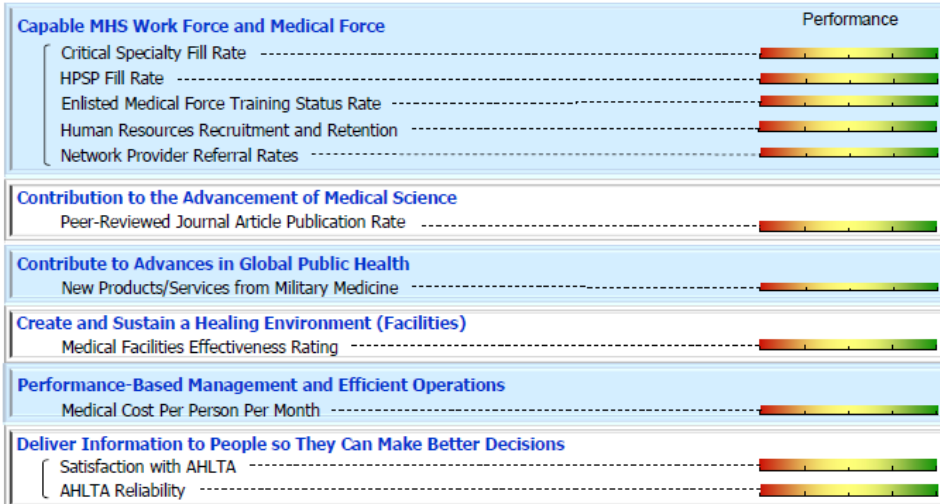 Performance
Capable MHS Work Force and Medical Force
Critical Specialty Fill Rate
HPSP Fill Rate
Enlisted Medical Force Training Status Rate
Human Resources Recruitment and Retention
Network Provider Referral Rates
Contribution to the Advancement of Medical Science
Peer-Reviewed Journal Article Publication Rate
Contribute to Advances in Global Public Health
New Products/Services from Military Medicine
Create and Sustain a Healing Environment (Facilities)
Medical Facilities Effectiveness Rating
Performance-Based Management and Efficient Operations
Medical Cost Per Person Per Month
Deliver Information to People so They Can Make Better Decisions
Satisfaction with AHLTA
AHLTA Reliability